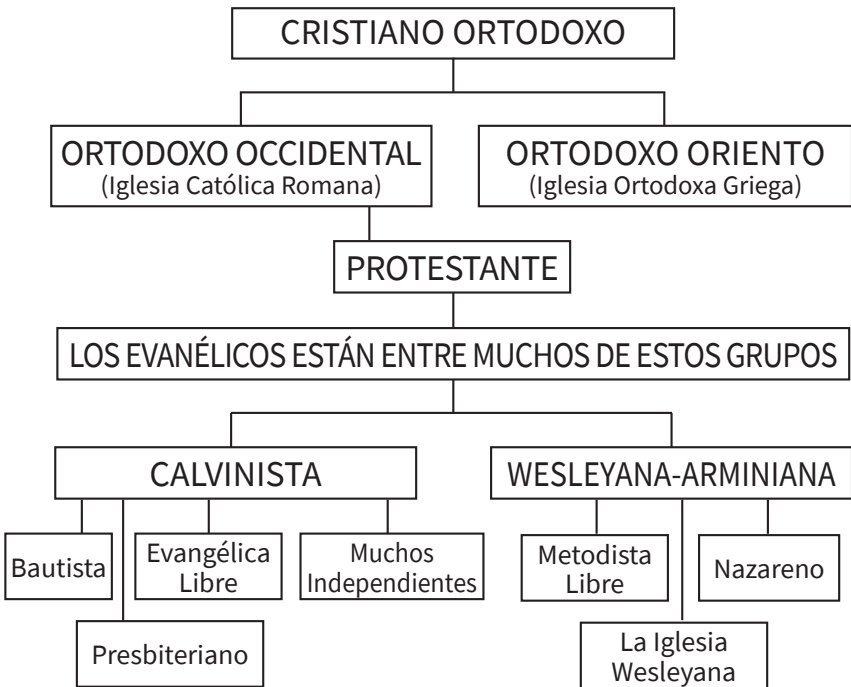 CRISTIANO ORTODOXO
ORTODOXO OCCIDENTAL
(Iglesia Católica Romana)
ORTODOXO ORIENTO
(Iglesia Ortodoxa Griega)
PROTESTANTE
LOS EVANÉLICOS ESTÁN ENTRE MUCHOS DE ESTOS GRUPOS
CALVINISTA
WESLEYANA-ARMINIANA
Bautista
Evangélica
Libre
Muchos
Independientes
Presbiteriano
Metodista
Libre
Nazareno
La Iglesia
Wesleyana